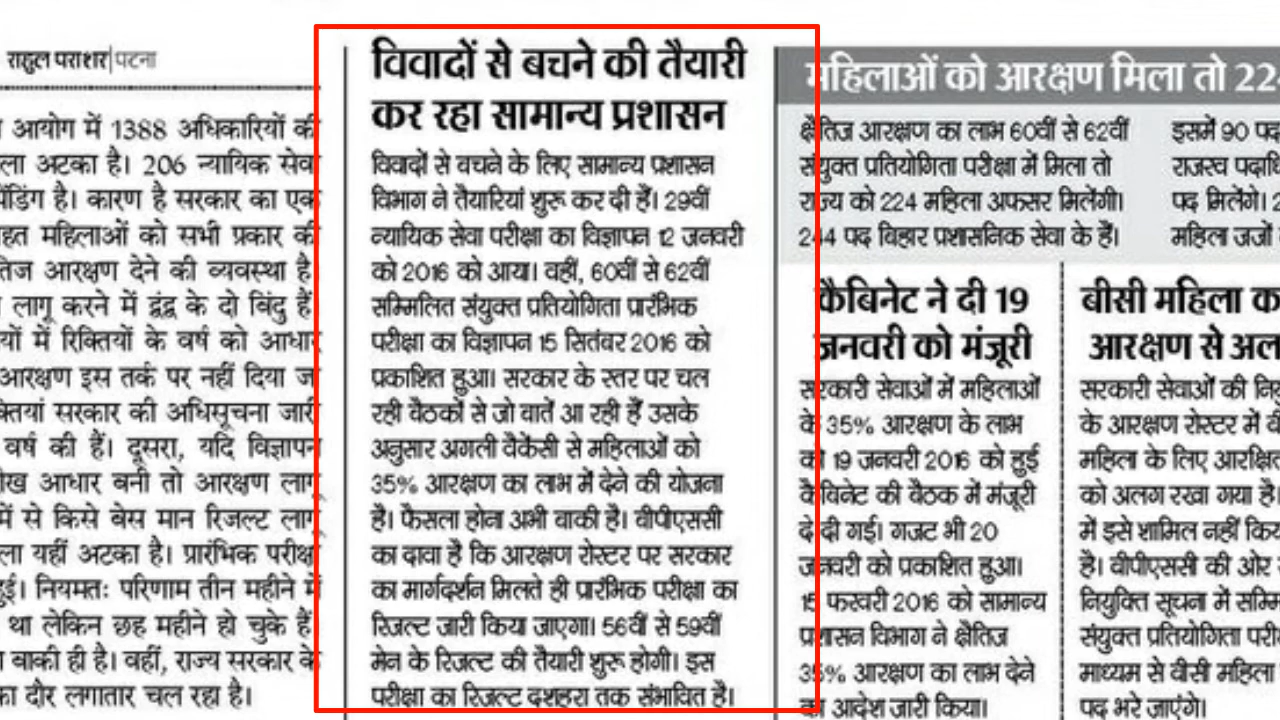 राहुल पराशर|पटना
आयोग में 1388 अधिकारियों की
ला अटका है। 206 न्यायिक सेवा
पेंडिंग है। कारण है सरकार का एक
हत महिलाओं को सभी प्रकार की
तिज आरक्षण देने की व्यवस्था है
लागू करने में द्वंद्व के दो बिंदु हैं
यों में रिक्तियों के वर्ष को आधार
आरक्षण इस तर्क पर नहीं दिया ज
क्तियां सरकार की अधिसूचना जारी
वर्ष की हैं। दूसरा, यदि विज्ञापन
ख आधार बनी तो आरक्षण लागू
में से किसे बेस मान रिजल्ट लागू
ला यहीं अटका है। प्रारंभिक परीक्षा
हुई। नियमतः परिणाम तीन महीने में
था लेकिन छह महीने हो चुके हैं
बाकी ही है। वहीं, राज्य सरकार के
का दौर लगातार चल रहा है।
विवादों से बचने की तैयारी
कर रहा सामान्य प्रशासन
विवादों से बचने के लिए सामान्य प्रशासन
विभाग ने तैयारियां शुरू कर दी हैं। 29वीं
न्यायिक सेवा परीक्षा का विज्ञापन 12 जनवरी
को 2016 को आया। वहीं, 60वीं से 62वीं
सम्मिलित संयुक्त प्रतियोगिता प्रारंभिक
परीक्षा का विज्ञापन 15 सितंबर 2016 को
प्रकाशित हुआ। सरकार के स्तर पर चल
रही बैठकों से जो बातें आ रही हैं उसके
अनुसार अगली वैकेंसी से महिलाओं को
35% आरक्षण का लाभ में देने की योजना
है। फैसला होना अभी बाकी है। बीपीएससी
का दावा है कि आरक्षण रोस्टर पर सरकार
का मार्गदर्शन मिलते ही प्रारंभिक परीक्षा का
रिजल्ट जारी किया जाएगा। 56वीं से 59वीं
मेन के रिजल्ट की तैयारी शुरू होगी। इस
परीक्षा का रिजल्ट दशहरा तक संभावित है।
महिलाओं को आरक्षण मिला तो 22
क्षैतिज आरक्षण का लाभ 60वीं से 62वीं
संयुक्त प्रतियोगिता परीक्षा में मिला तो
राज्य को 224 महिला अफसर मिलेंगी।
244 पद बिहार प्रशासनिक सेवा के हैं।
इसमें 90 पद
राजस्व पदाधि
पद मिलेंगे। 2
महिला जजों
कैबिनेट ने दी 19
जनवरी को मंजूरी
सरकारी सेवाओं में महिलाओं
के 35% आरक्षण के लाभ
को 19 जनवरी 2016 को हुई
कैबिनेट की बैठक में मंजूरी
दे दी गई। गजट भी 20
जनवरी को प्रकाशित हुआ।
15 फरवरी 2016 को सामान्य
प्रशासन विभाग ने क्षैतिज
35% आरक्षण का लाभ देने
का आदेश जारी किया।
बीसी महिला क
आरक्षण से अल
सरकारी सेवाओं की नियु
के आरक्षण रोस्टर में बी
महिला के लिए आरक्षि
को अलग रखा गया है।
में इसे शामिल नहीं किय
है। बीपीएससी की ओर
नियुक्ति सूचना में सम्मि
संयुक्त प्रतियोगिता परी
माध्यम से बीसी महिला
पद भरे जाएंगे।